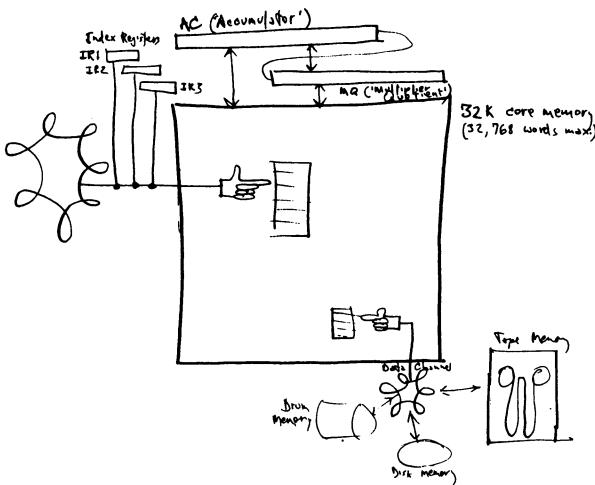 AC ('Accumulator')
Index Registers
IR1
IR2
IR3
MQ ('Multiplier
Quotient')
32K core memory
(32,768 words max.)
Tape Memory
Data Channel
Drum
Memory
Disk memory